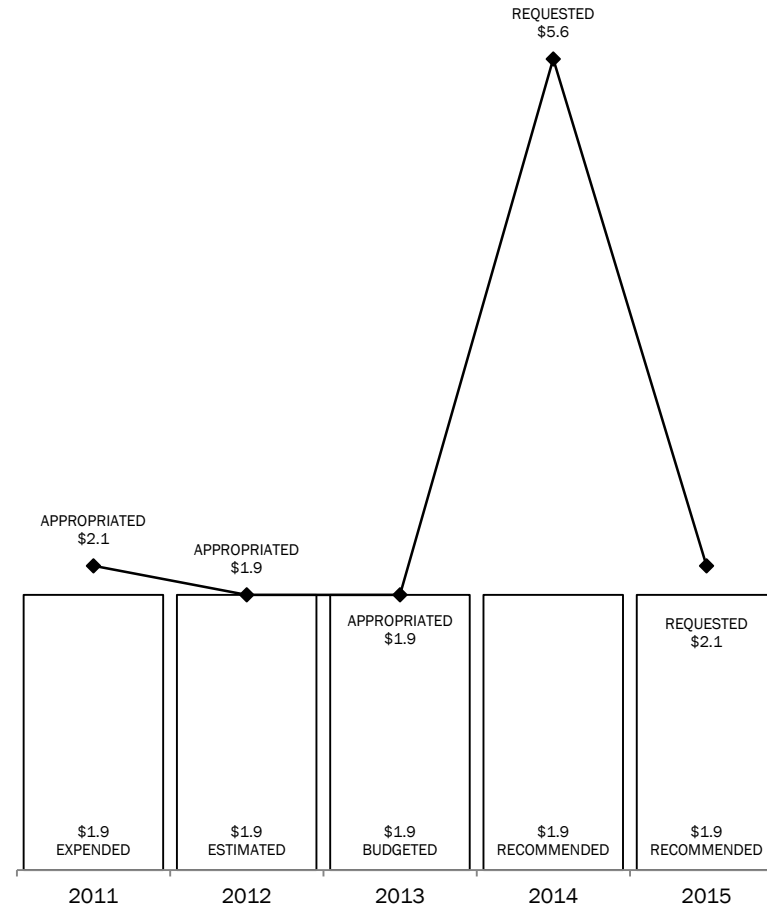 REQUESTED
$5.6
APPROPRIATED
$2.1
APPROPRIATED
$1.9
APPROPRIATED
$1.9
REQUESTED
$2.1
$1.9
EXPENDED
$1.9
ESTIMATED
$1.9
BUDGETED
$1.9
RECOMMENDED
$1.9
RECOMMENDED
2011
2012
2013
2014
2015